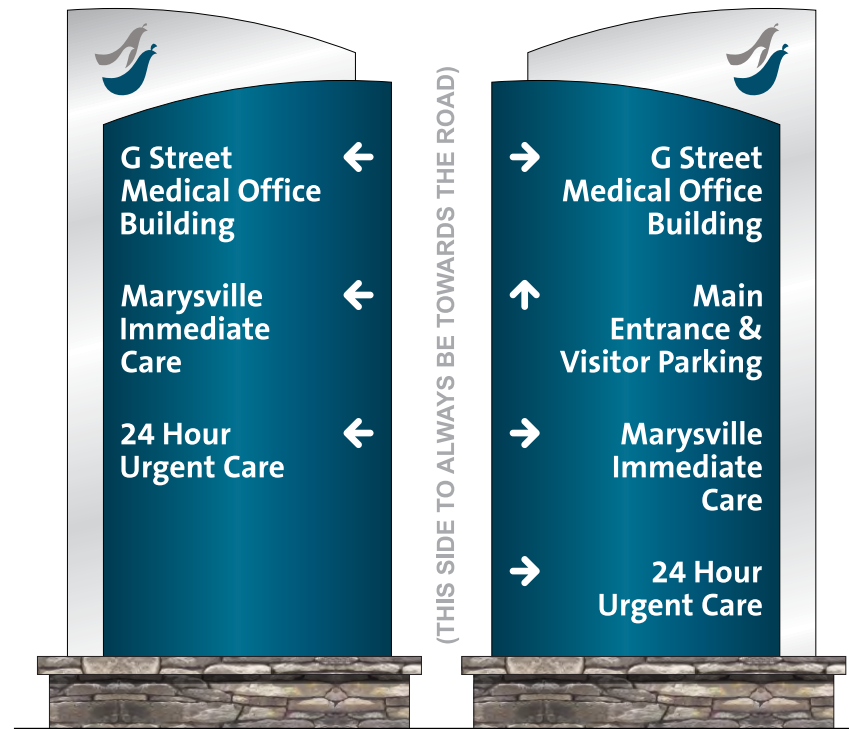 G Street
Medical Office
Building
Marysville
Immediate
Care
24 Hour
Urgent Care
(THIS SIDE TO ALWAYS BE TOWARDS THE ROAD)
G Street
Medical Office
Building
Main
Entrance &
Visitor Parking
Marysville
Immediate
Care
24 Hour
Urgent Care